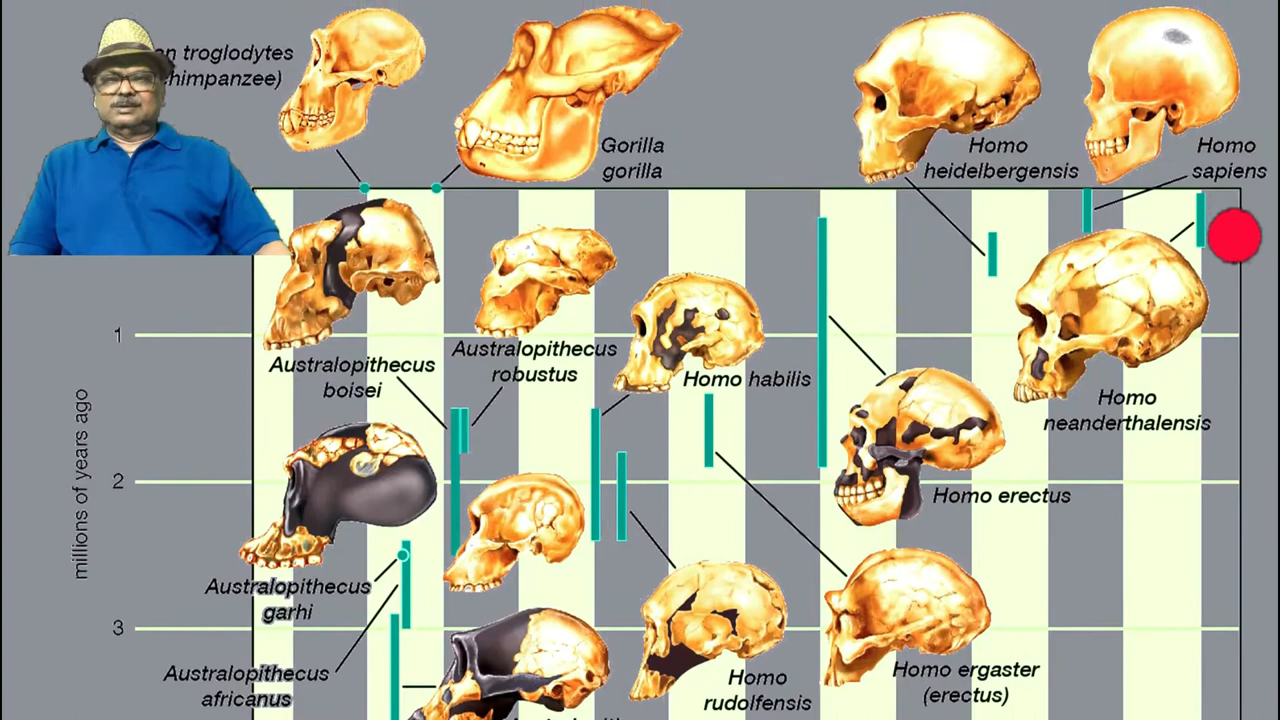 troglodytes
Gorilla
gorilla
Homo
heidelbergensis
Homo
sapiens
1
Australopithecus
boisei
Australopithecus
robustus
Homo habilis
Homo
neanderthalensis
millions of years ago
2
Homo erectus
Australopithecus
garhi
3
Australopithecus
africanus
Homo
rudolfensis
Homo ergaster
(erectus)